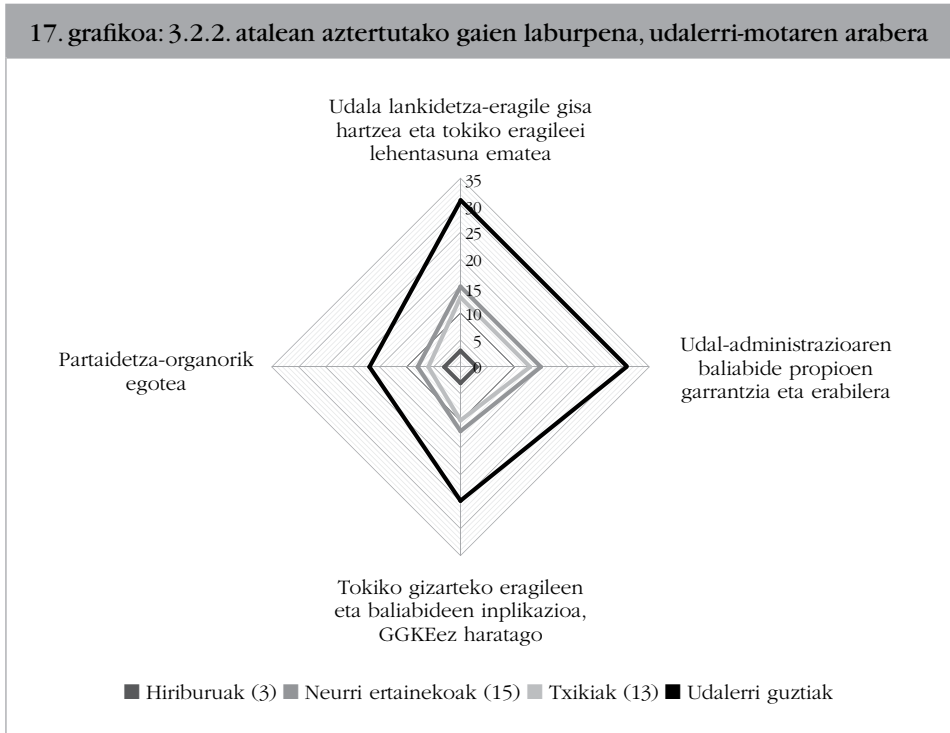 17. grafikoa: 3.2.2. atalean aztertutako gaien laburpena, udalerri-motaren arabera
Udala lankidetza-eragile gisa
hartzea eta tokiko eragileei
lehentasuna ematea
35
30
25
20
15
10
5
0
Partaidetza-organorik
egotea
Udal-administrazioaren
baliabide propioen
garrantzia eta erabilera
Tokiko gizarteko eragileen
eta baliabideen inplikazioa,
GGKEez haratago
Hiriburuak (3) Neurri ertainekoak (15) Txikiak (13) Udalerri guztiak